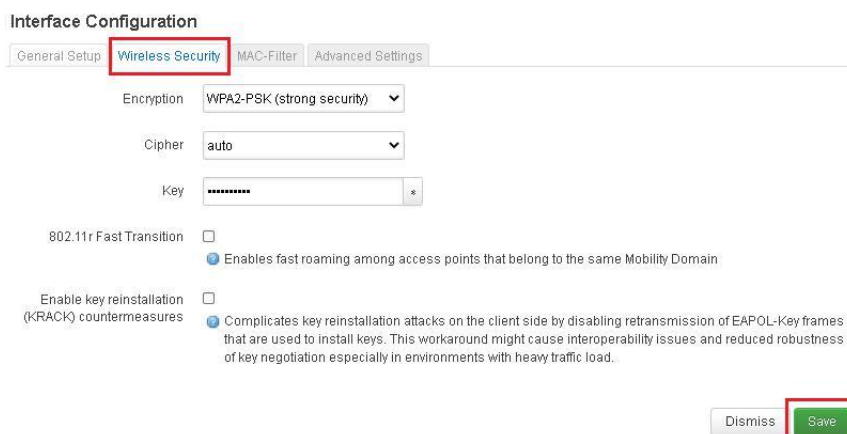 Interface Configuration
General Setup Wireless Security MAC-Filter Advanced Settings
Encryption WPA2-PSK (strong security)
Cipher auto
Key •••••••••• *
802.11r Fast Transition
Enables fast roaming among access points that belong to the same Mobility Domain
Enable key reinstallation
(KRACK) countermeasures
Complicates key reinstallation attacks on the client side by disabling retransmission of EAPOL-Key frames
that are used to install keys. This workaround might cause interoperability issues and reduced robustness
of key negotiation especially in environments with heavy traffic load.
Dismiss Save